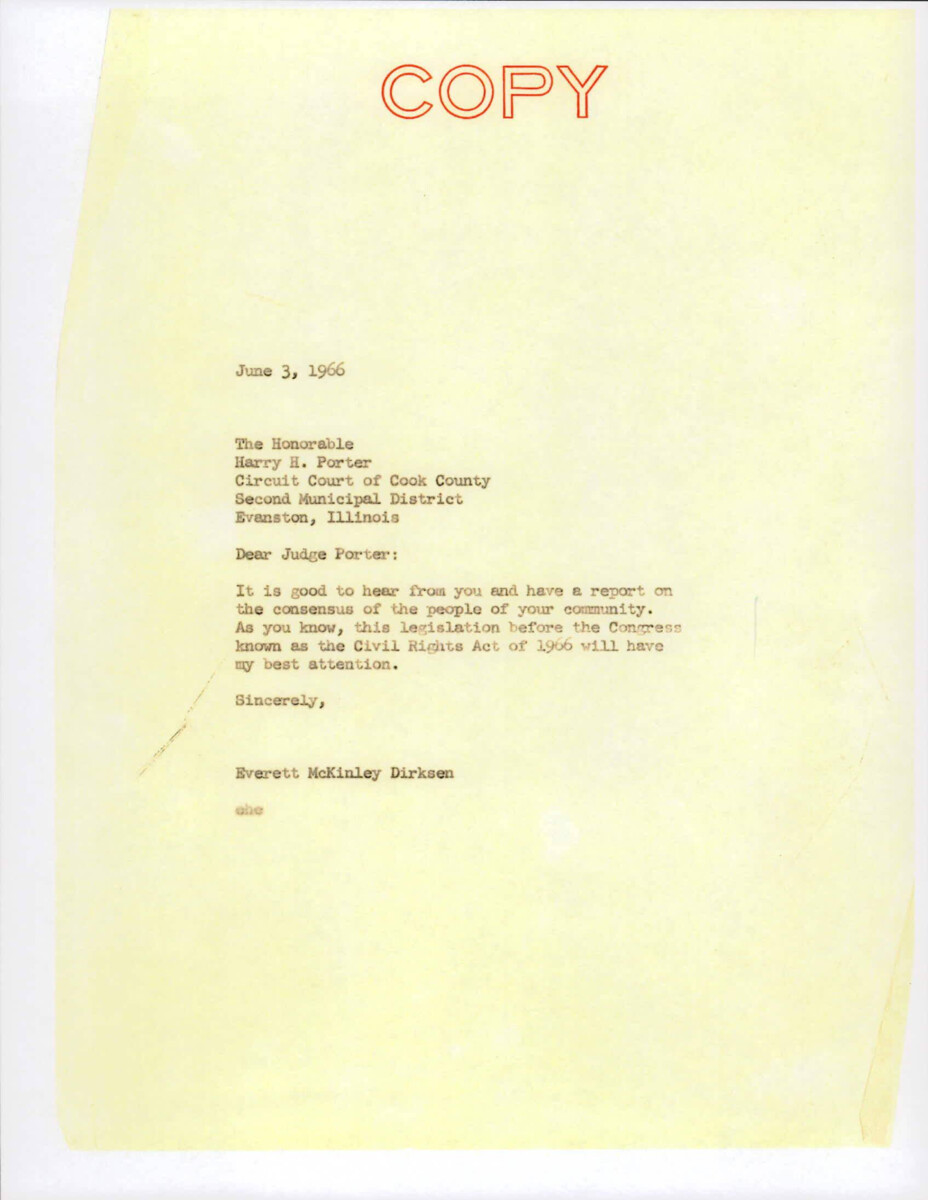 COPY
June 3, 1966
The Honorable
Harry H. Porter
Circuit Court of Cook County
Second Municipal District
Evanston, Illinois
Dear Judge Porter:
It is good to hear from you and have a report on
the consensus of the people of your community.
As you know, this legislation before the Congress
known as the Civil Rights Act of 1966 will have
my best attention.
Sincerely,
Everett McKinley Dirksen